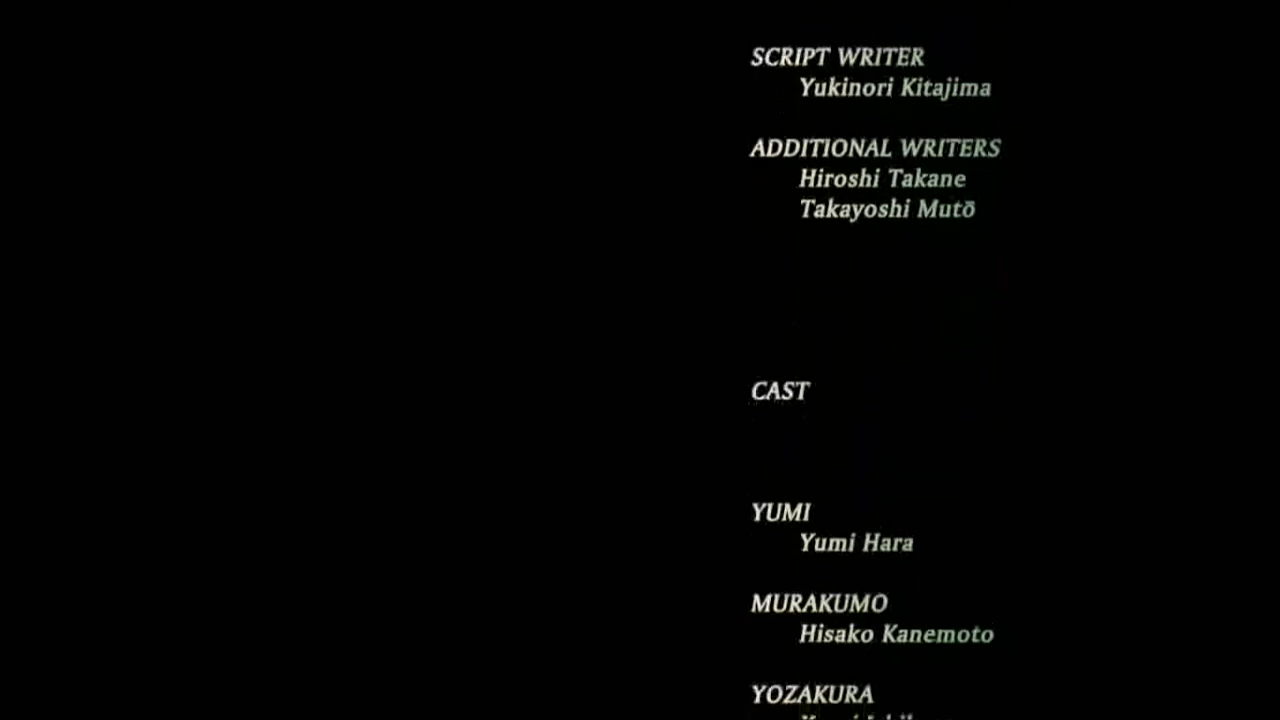 SCRIPT WRITER
Yukinori Kitajima
ADDITIONAL WRITERS
Hiroshi Takane
Takayoshi Mutō
CAST
YUMI
Yumi Hara
MURAKUMO
Hisako Kanemoto
YOZAKURA